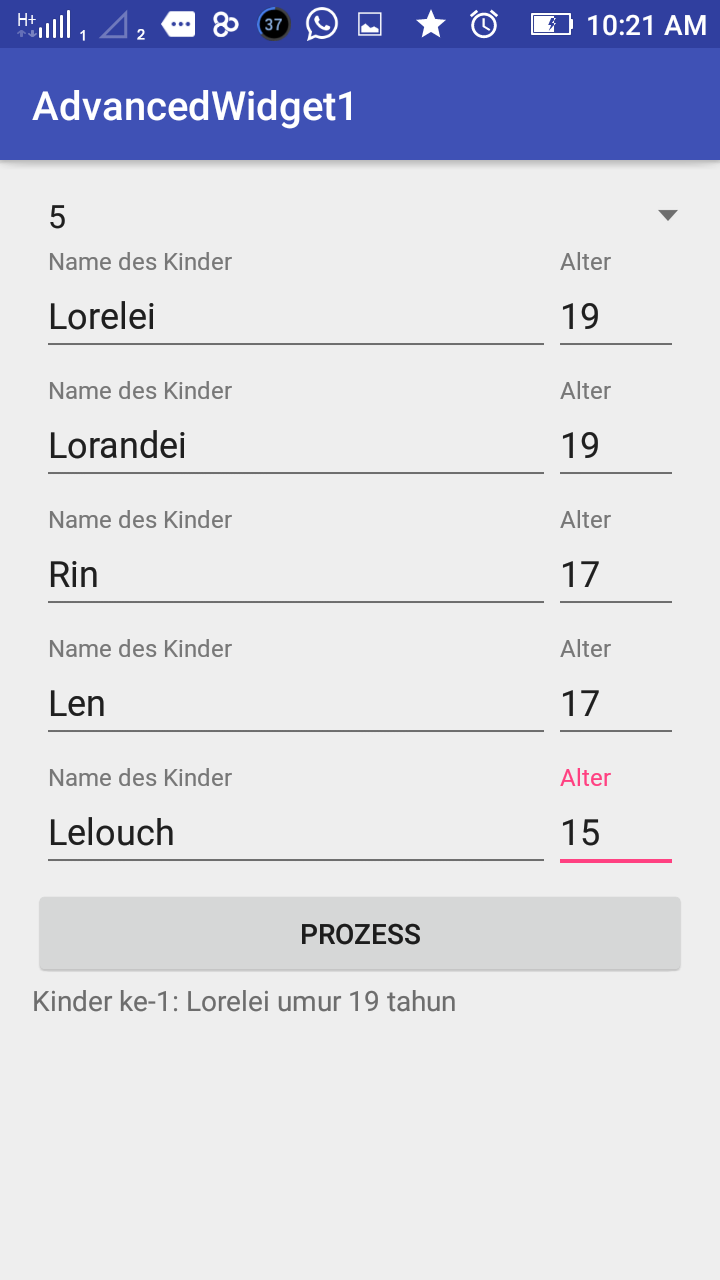 H+ 1 2 37 10:21 AM
AdvancedWidget1
5
Name des Kinder Alter
Lorelei 19
Name des Kinder Alter
Lorandei 19
Name des Kinder Alter
Rin 17
Name des Kinder Alter
Len 17
Name des Kinder Alter
Lelouch 15
PROZESS
Kinder ke-1: Lorelei umur 19 tahun